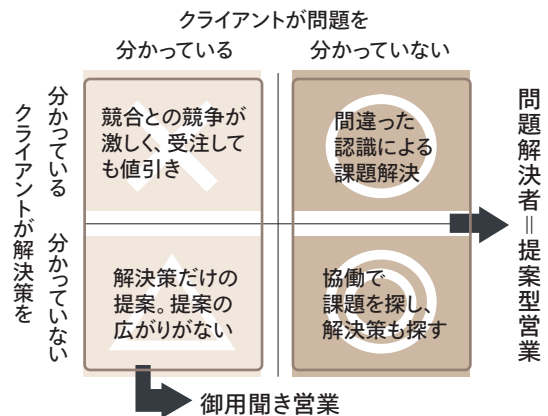 クライアントが問題を
分かっている
分かっていない
クライアントが解決策を
分かっている
分かっていない
競合との競争が
激しく、受注して
も値引き
間違った
認識による
課題解決
解決策だけの
提案。提案の
広がりがない
協働で
課題を探し、
解決策も探す
問題解決者＝提案型営業
御用聞き営業